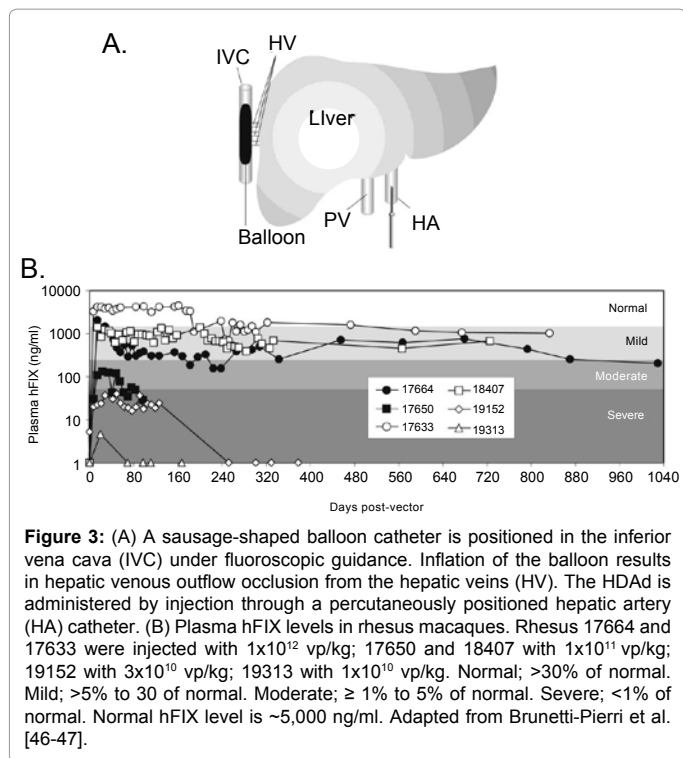 A.
HV
IVC
LIver
PV
HA
Balloon
B.
10000
1000
100
10
1
Plasma hFIX (ng/ml)
Normal
Mild
Moderate
Severe
17664
18407
17650
19152
17633
19313
0 80 160 240 320 400 480 560 640 720 800 880 960 1040
Days post-vector
Figure 3: (A) A sausage-shaped balloon catheter is positioned in the inferior
vena cava (IVC) under fluoroscopic guidance. Inflation of the balloon results
in hepatic venous outflow occlusion from the hepatic veins (HV). The HDAd is
administered by injection through a percutaneously positioned hepatic artery
(HA) catheter. (B) Plasma hFIX levels in rhesus macaques. Rhesus 17664 and
17633 were injected with 1x10¹² vp/kg; 17650 and 18407 with 1x10¹¹ vp/kg;
19152 with 3x10¹⁰ vp/kg; 19313 with 1x10¹⁰ vp/kg. Normal; >30% of normal.
Mild; >5% to 30 of normal. Moderate; ≥ 1% to 5% of normal. Severe; <1% of
normal. Normal hFIX level is ~5,000 ng/ml. Adapted from Brunetti-Pierri et al.
[46-47].